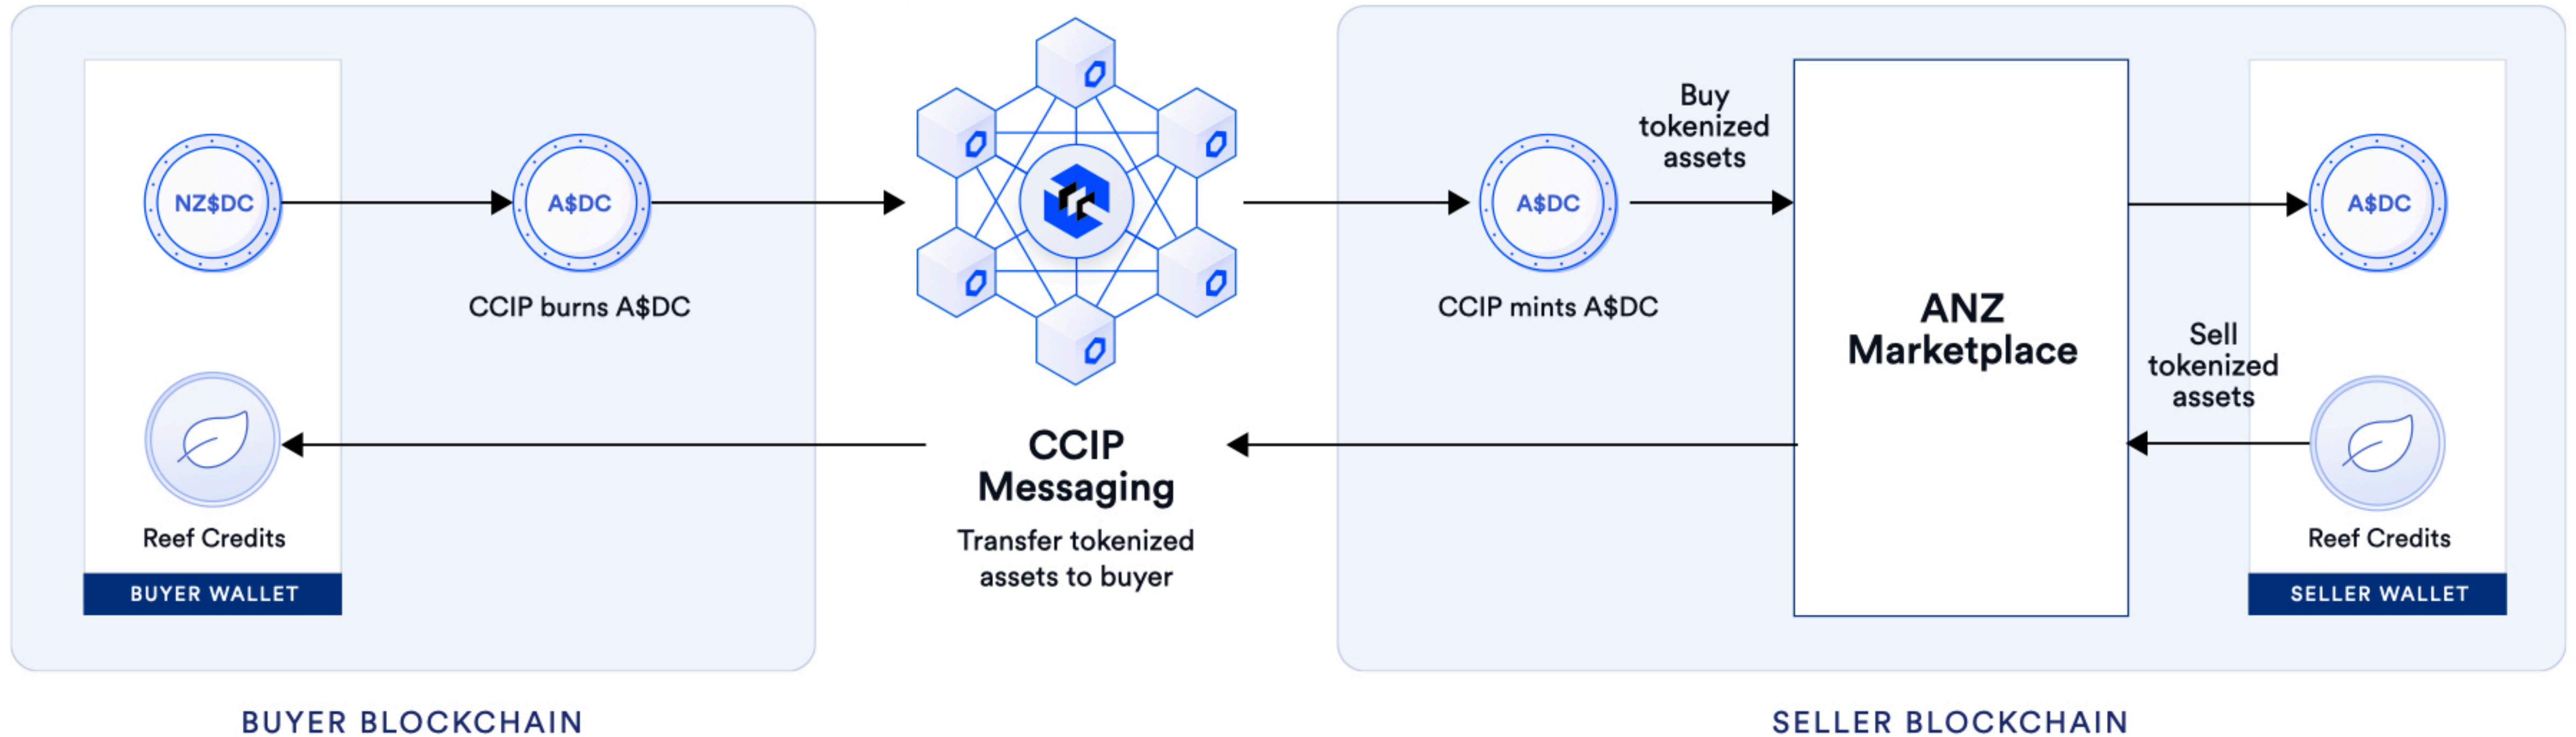 NZ$DC
A$DC
CCIP burns A$DC
Reef Credits
BUYER WALLET
BUYER BLOCKCHAIN
CCIP
Messaging
Transfer tokenized
assets to buyer
A$DC
CCIP mints A$DC
Buy
tokenized
assets
ANZ
Marketplace
Sell
tokenized
assets
A$DC
Reef Credits
SELLER WALLET
SELLER BLOCKCHAIN